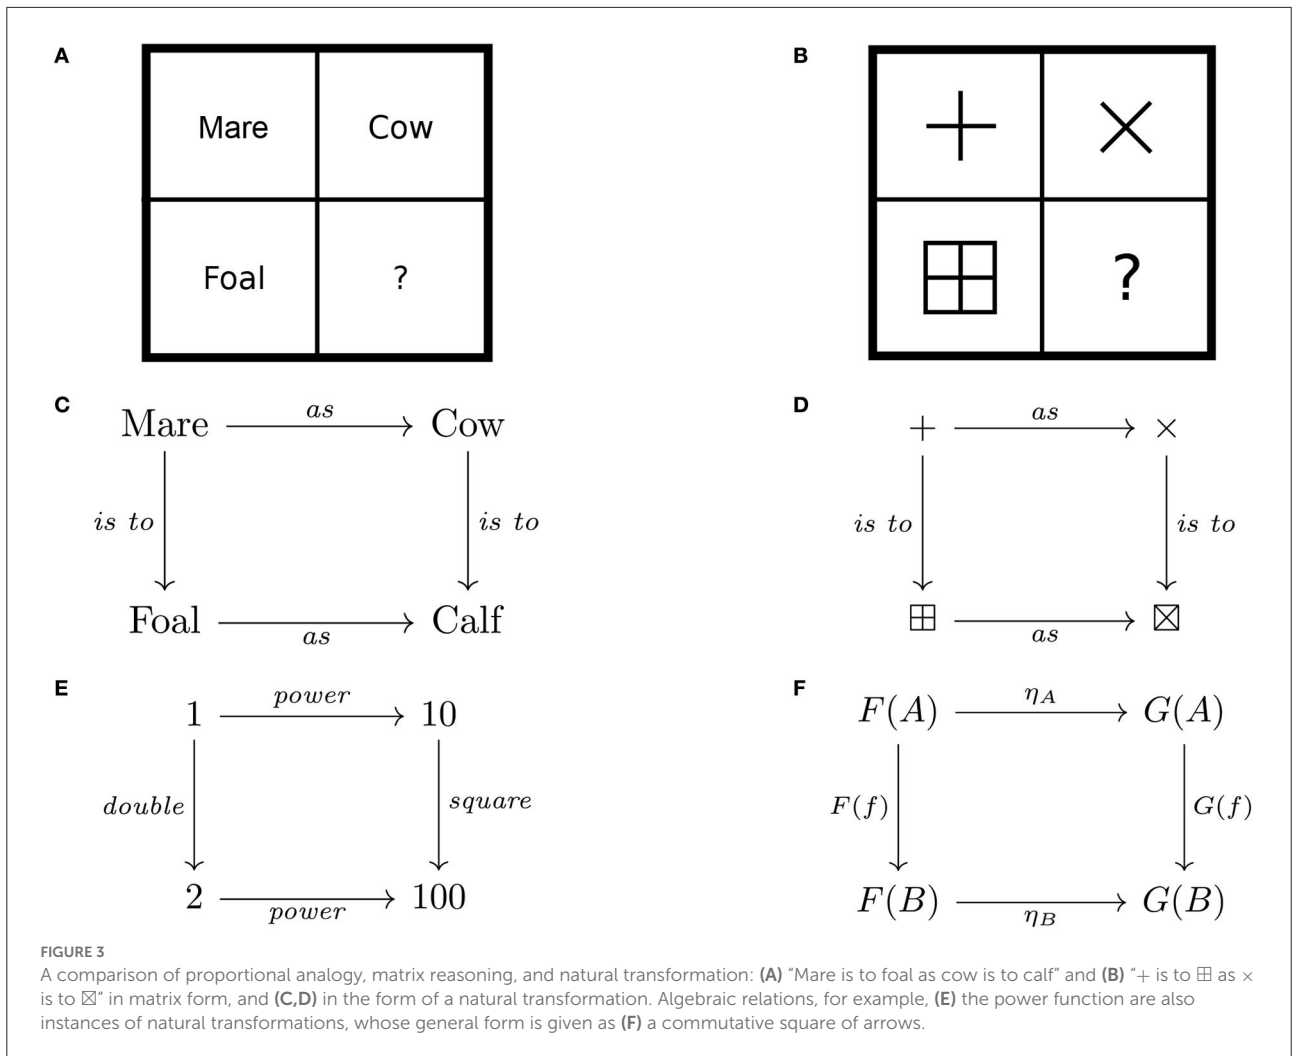 A
B
Mare Cow
+ ×
Foal ?
⊞ ?
C
D
Mare as Cow
+ as ×
is to is to
is to is to
Foal as Calf
⊞ as ⊠
E
F
1 power 10
F(A) η_A G(A)
double square
F(f) G(f)
2 power 100
F(B) η_B G(B)
FIGURE 3
A comparison of proportional analogy, matrix reasoning, and natural transformation: (A) “Mare is to foal as cow is to calf” and (B) “+ is to ⊞ as ×
is to ⊠” in matrix form, and (C,D) in the form of a natural transformation. Algebraic relations, for example, (E) the power function are also
instances of natural transformations, whose general form is given as (F) a commutative square of arrows.